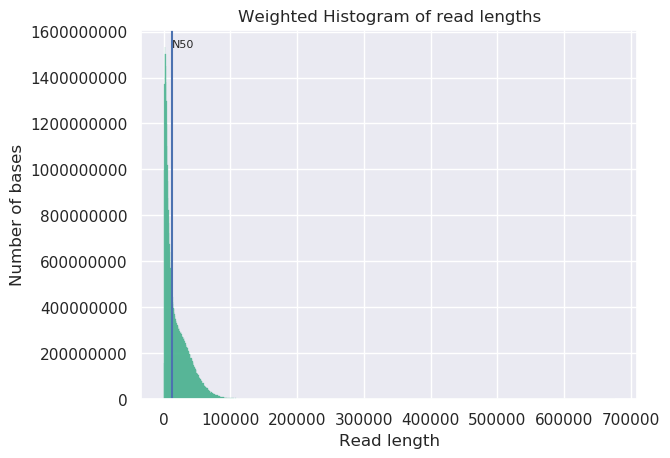 Weighted Histogram of read lengths
1600000000
1400000000
1200000000
1000000000
800000000
600000000
400000000
200000000
0
Number of bases
N50
0 100000 200000 300000 400000 500000 600000 700000
Read length